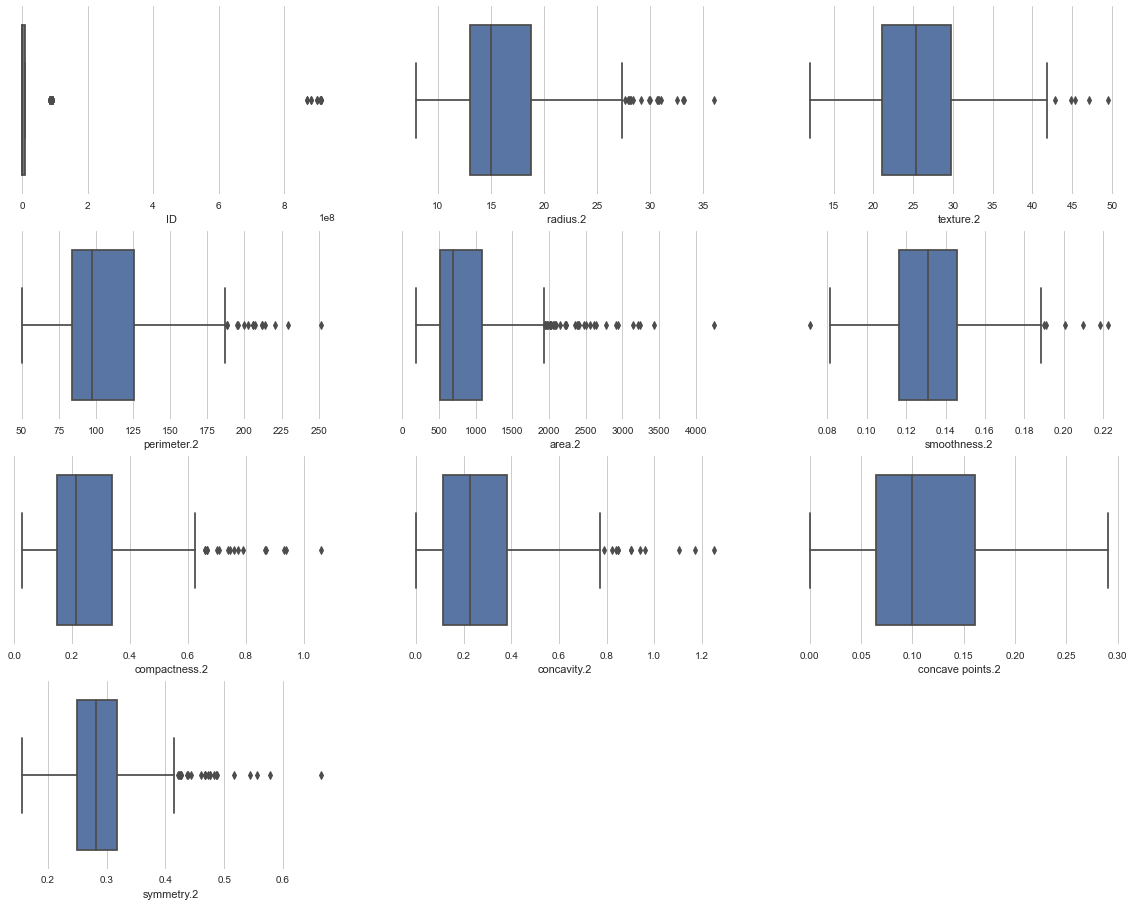 0 2 4 6 8
1e8
ID
10 15 20 25 30 35
radius.2
15 20 25 30 35 40 45 50
texture.2
50 75 100 125 150 175 200 225 250
perimeter.2
0 500 1000 1500 2000 2500 3000 3500 4000
area.2
0.08 0.10 0.12 0.14 0.16 0.18 0.20 0.22
smoothness.2
0.0 0.2 0.4 0.6 0.8 1.0
compactness.2
0.0 0.2 0.4 0.6 0.8 1.0 1.2
concavity.2
0.00 0.05 0.10 0.15 0.20 0.25 0.30
concave points.2
0.2 0.3 0.4 0.5 0.6
symmetry.2